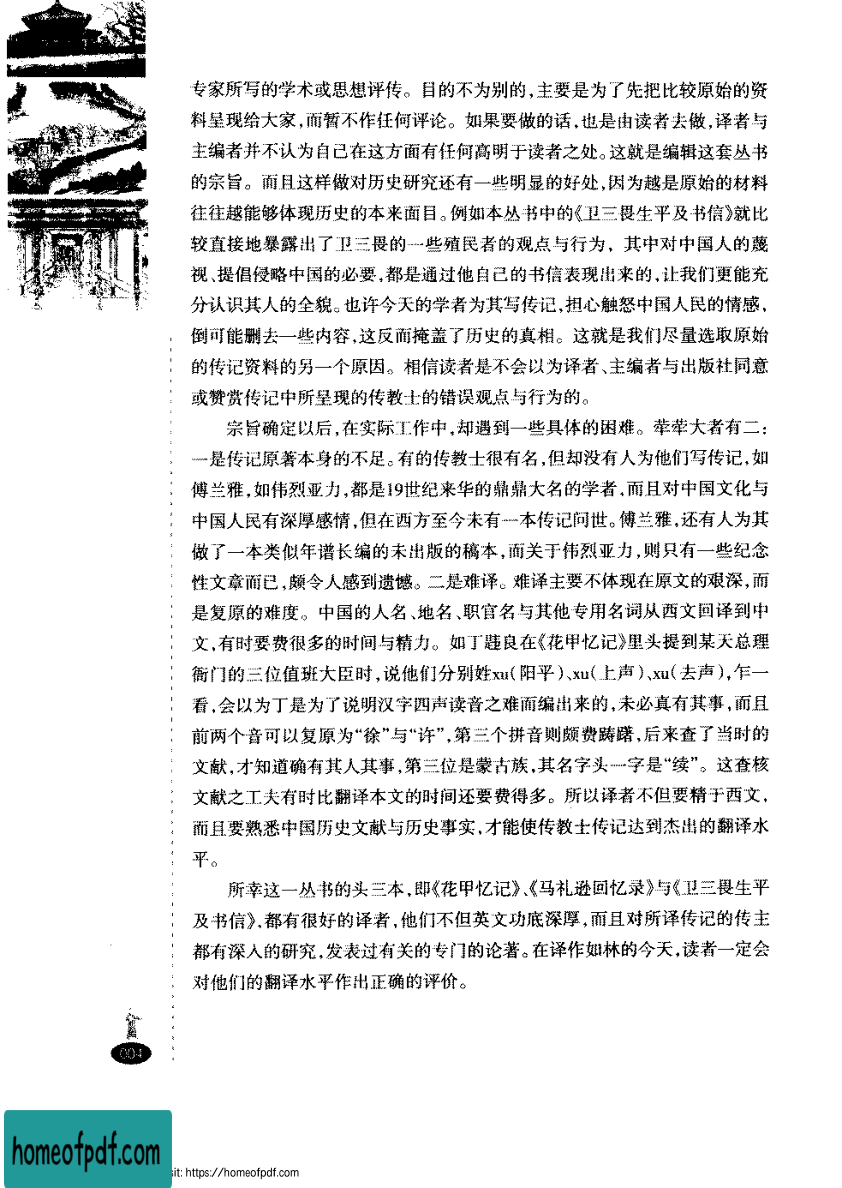 专家所写的学术或思想评传。目的不为别的,主要是为了先把比较原始的资
料呈现给大家,而暂不作任何评论。如果要做的话,也是由读者去做,译者与
主编者并不认为自己在这方面有任何高明于读者之处。这就是编辑这套丛书
的宗旨。而且这样做对历史研究还有一些明显的好处,因为越是原始的材料
往往越能够体现历史的本来面目。例如本丛书中的《卫三畏生平及书信》就比
较直接地暴露出了卫三畏的一些殖民者的观点与行为,其中对中国人的蔑
视、提倡侵略中国的必要,都是通过他自己的书信表现出来的,让我们更能充
分认识其人的全貌。也许今天的学者为其写传记,担心触怒中国人民的情感,
倒可能删去一些内容,这反而掩盖了历史的真相。这就是我们尽量选取原始
的传记资料的另一个原因。相信读者是不会以为译者、主编者与出版社同意
或赞赏传记中所呈现的传教士的错误观点与行为的。
宗旨确定以后,在实际工作中,却遇到一些具体的困难。荦荦大者有二:
一是传记原著本身的不足。有的传教士很有名,但却没有人为他们写传记,如
傅兰雅,如伟烈亚力,都是19世纪来华的鼎鼎大名的学者,而且对中国文化与
中国人民有深厚感情,但在西方至今未有一本传记问世。傅兰雅,还有人为其
做了一本类似年谱长编的未出版的稿本,而关于伟烈亚力,则只有一些纪念
性文章而已,颇令人感到遗憾。二是难译。难译主要不体现在原文的艰深,而
是复原的难度。中国的人名、地名、职官名与其他专用名词从西文回译到中
文,有时要费很多的时间与精力。如丁韪良在《花甲忆记》里头提到某天总理
衙门的三位值班大臣时,说他们分别姓xu(阳平)、xu(上声)、xu(去声),乍一
看,会以为丁是为了说明汉字四声读音之难而编出来的,未必真有其事,而且
前两个音可以复原为“徐”与“许”,第三个拼音则颇费踌躇,后来查了当时的
文献,才知道确有其人其事,第三位是蒙古族,其名字头一字是“续”。这查核
文献之工夫有时比翻译本文的时间还要费得多。所以译者不但要精于西文,
而且要熟悉中国历史文献与历史事实,才能使传教士传记达到杰出的翻译水
平。
所幸这一丛书的头三本,即《花甲忆记》、《马礼逊回忆录》与《卫三畏生平
及书信》,都有很好的译者,他们不但英文功底深厚,而且对所译传记的传主
都有深入的研究,发表过有关的专门的论著。在译作如林的今天,读者一定会
对他们的翻译水平作出正确的评价。
004
homeofpdf.com
sit: https://homeofpdf.com